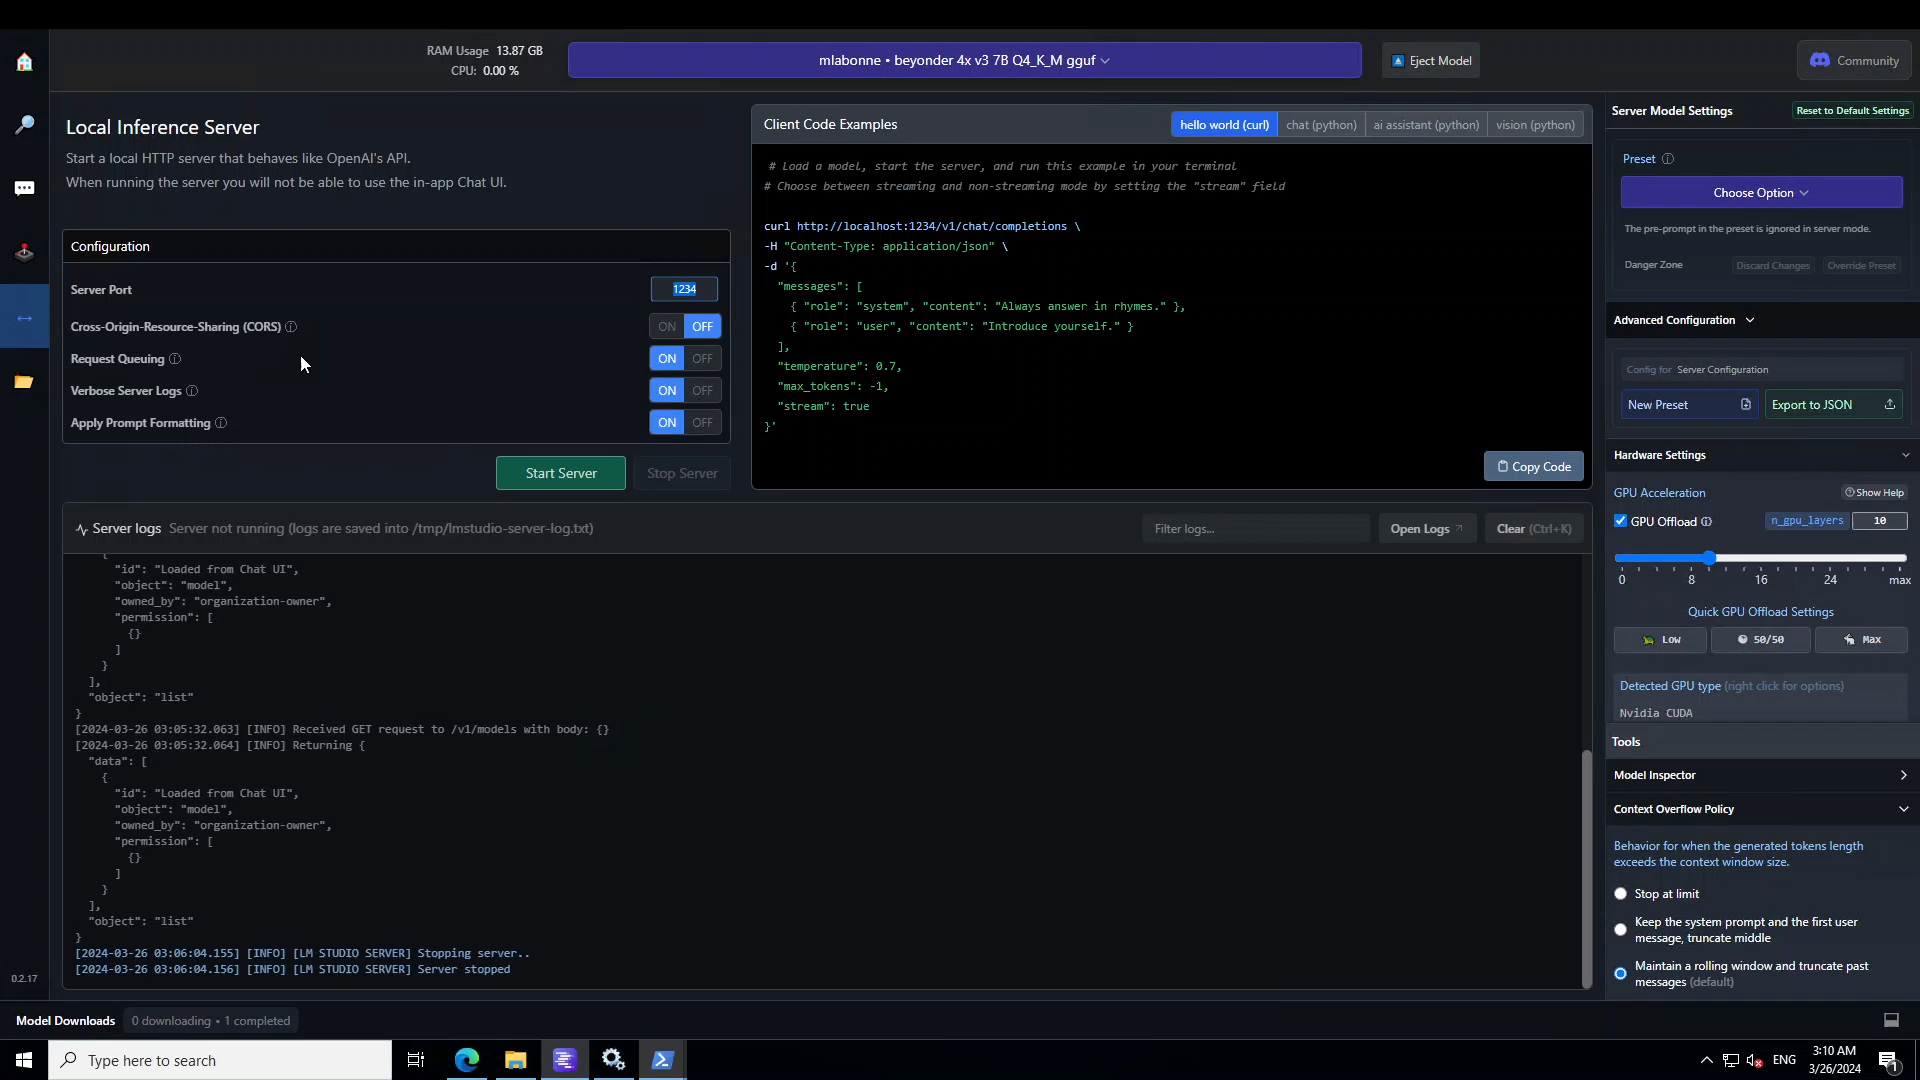 RAM Usage 13.87 GB
CPU: 0.00 %
mlabonne • beyonder 4x v3 7B Q4_K_M gguf
Eject Model
Community
Local Inference Server
Start a local HTTP server that behaves like OpenAI's API.
When running the server you will not be able to use the in-app Chat UI.
Configuration
Server Port 1234
Cross-Origin-Resource-Sharing (CORS) ON OFF
Request Queuing ON OFF
Verbose Server Logs ON OFF
Apply Prompt Formatting ON OFF
Start Server Stop Server
Client Code Examples
hello world (curl) chat (python) ai assistant (python) vision (python)
# Load a model, start the server, and run this example in your terminal
# Choose between streaming and non-streaming mode by setting the "stream" field
curl http://localhost:1234/v1/chat/completions \
-H "Content-Type: application/json" \
-d '{
"messages": [
{ "role": "system", "content": "Always answer in rhymes." },
{ "role": "user", "content": "Introduce yourself." }
],
"temperature": 0.7,
"max_tokens": -1,
"stream": true
}'
Copy Code
Server logs Server not running (logs are saved into /tmp/lmstudio-server-log.txt)
Filter logs...
Open Logs
Clear (Ctrl+K)
{
"id": "Loaded from Chat UI",
"object": "model",
"owned_by": "organization-owner",
"permission": [
{}
]
}
],
"object": "list"
}
[2024-03-26 03:05:32.063] [INFO] Received GET request to /v1/models with body: {}
[2024-03-26 03:05:32.064] [INFO] Returning {
"data": [
{
"id": "Loaded from Chat UI",
"object": "model",
"owned_by": "organization-owner",
"permission": [
{}
]
}
],
"object": "list"
}
[2024-03-26 03:06:04.155] [INFO] [LM STUDIO SERVER] Stopping server..
[2024-03-26 03:06:04.156] [INFO] [LM STUDIO SERVER] Server stopped
Server Model Settings
Reset to Default Settings
Preset
Choose Option
The pre-prompt in the preset is ignored in server mode.
Danger Zone Discard Changes Override Preset
Advanced Configuration
Config for Server Configuration
New Preset Export to JSON
Hardware Settings
GPU Acceleration Show Help
GPU Offload n_gpu_layers 10
0 8 16 24 max
Quick GPU Offload Settings
Low 50/50 Max
Detected GPU type (right click for options)
Nvidia CUDA
Tools
Model Inspector
Context Overflow Policy
Behavior for when the generated tokens length
exceeds the context window size.
Stop at limit
Keep the system prompt and the first user
message, truncate middle
Maintain a rolling window and truncate past
messages (default)
0.2.17
Model Downloads 0 downloading • 1 completed
Type here to search
ENG
3:10 AM
3/26/2024
1